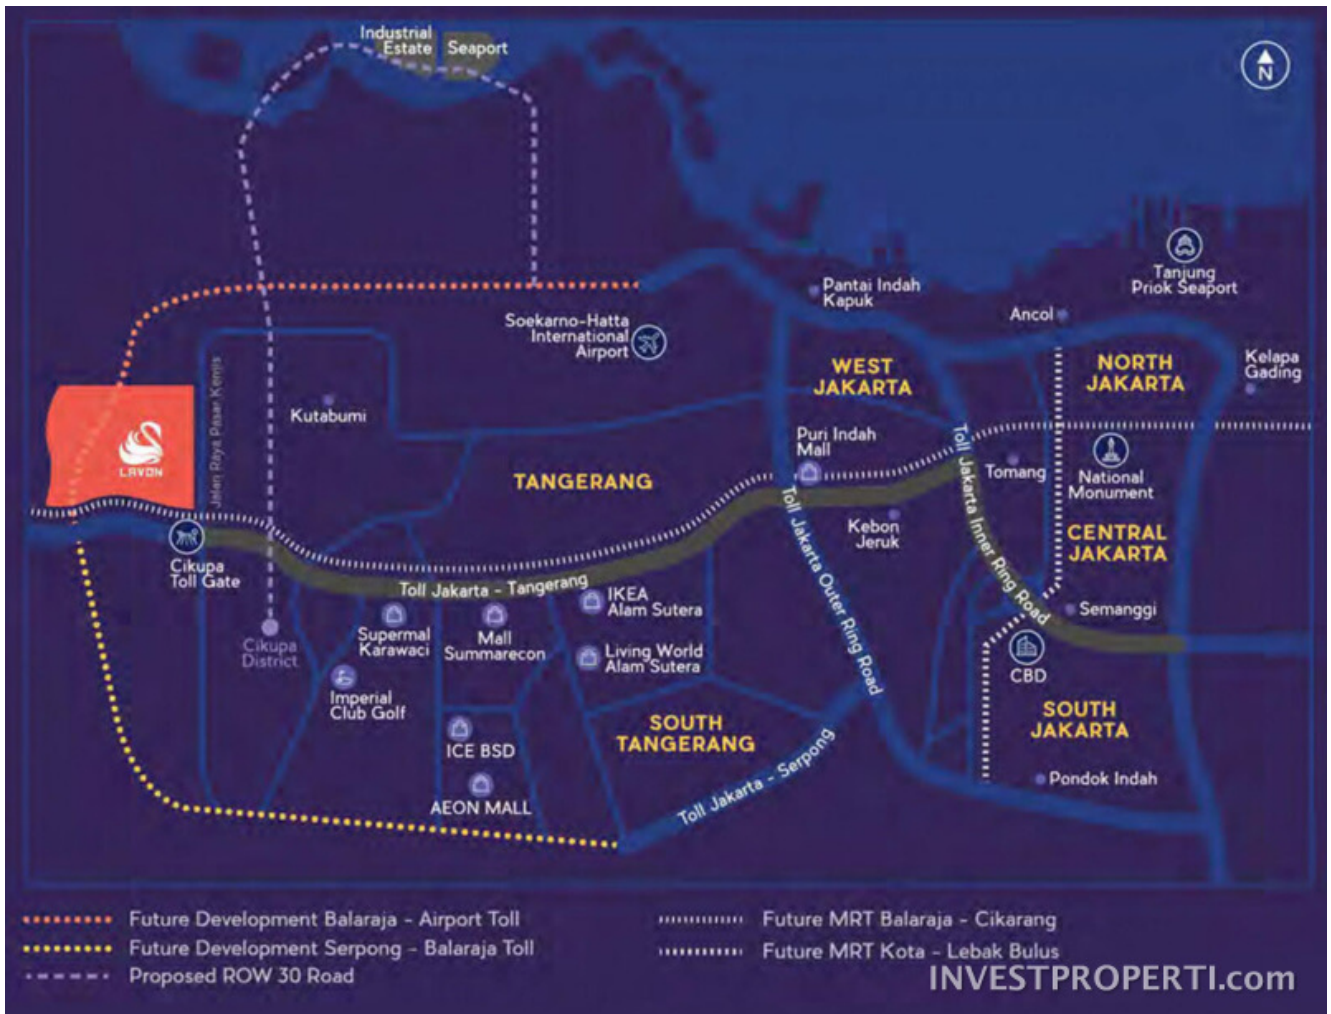 Industrial
Estate
Seaport
N
Tanjung
Priok Seaport
Pantai Indah
Kapuk
Ancol
Soekarno-Hatta
International
Airport
WEST
JAKARTA
NORTH
JAKARTA
Kelapa
Gading
Jalan Raya Pasar Kemis
Kutabumi
LAVON
Puri Indah
Mall
Toll Jakarta Inner Ring Road
Tomang
National
Monument
TANGERANG
Toll Jakarta Outer Ring Road
Kebon
Jeruk
CENTRAL
JAKARTA
Cikupa
Toll Gate
Toll Jakarta - Tangerang
IKEA
Alam Sutera
Semanggi
Supermal
Karawaci
Mall
Summarecon
Cikupa
District
Living World
Alam Sutera
CBD
Imperial
Club Golf
SOUTH
TANGERANG
SOUTH
JAKARTA
ICE BSD
Toll Jakarta - Serpong
Pondok Indah
AEON MALL
Future Development Balaraja - Airport Toll
Future Development Serpong - Balaraja Toll
Proposed ROW 30 Road
Future MRT Balaraja - Cikarang
Future MRT Kota - Lebak Bulus
INVESTPROPERTI.com